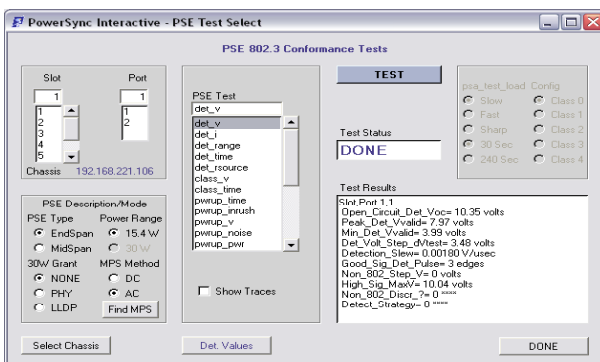 PowerSync Interactive - PSE Test Select
PSE 802.3 Conformance Tests
Slot
Port
1
1
1
2
3
4
5
1
2
Chassis 192.168.221.106
PSE Description/Mode
PSE Type
Power Range
EndSpan
15.4 W
MidSpan
30 W
30W Grant
MPS Method
NONE
DC
PHY
AC
LLDP
Find MPS
Select Chassis
PSE Test
det_v
det_v
det_i
det_range
det_time
det_rsource
class_v
class_time
pwrup_time
pwrup_inrush
pwrup_v
pwrup_noise
pwrup_pwr
Show Traces
Det. Values
TEST
Test Status
DONE
psa_test_load Config
Slow
Class 0
Fast
Class 1
Sharp
Class 2
30 Sec
Class 3
240 Sec
Class 4
Test Results
Slot,Port 1,1
Open_Circuit_Det_Voc= 10.35 volts
Peak_Det_Vvalid= 7.97 volts
Min_Det_Vvalid= 3.99 volts
Det_Volt_Step_dVtest= 3.48 volts
Detection_Slew= 0.00180 V/usec
Good_Sig_Det_Pulse= 3 edges
Non_802_Step_V= 0 volts
High_Sig_MaxV= 10.04 volts
Non_802_Discr_?= 0 ****
Detect_Strategy= 0 ****
DONE